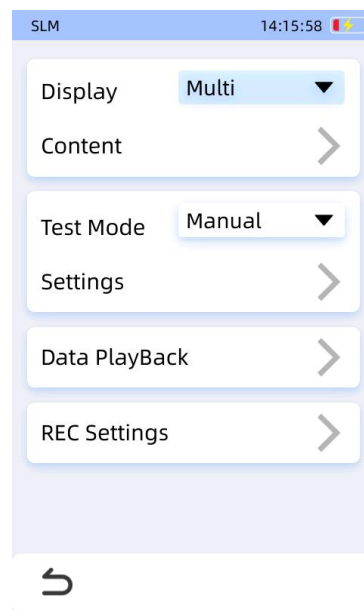 SLM 14:15:58
Display Multi
Content
Test Mode Manual
Settings
Data PlayBack
REC Settings